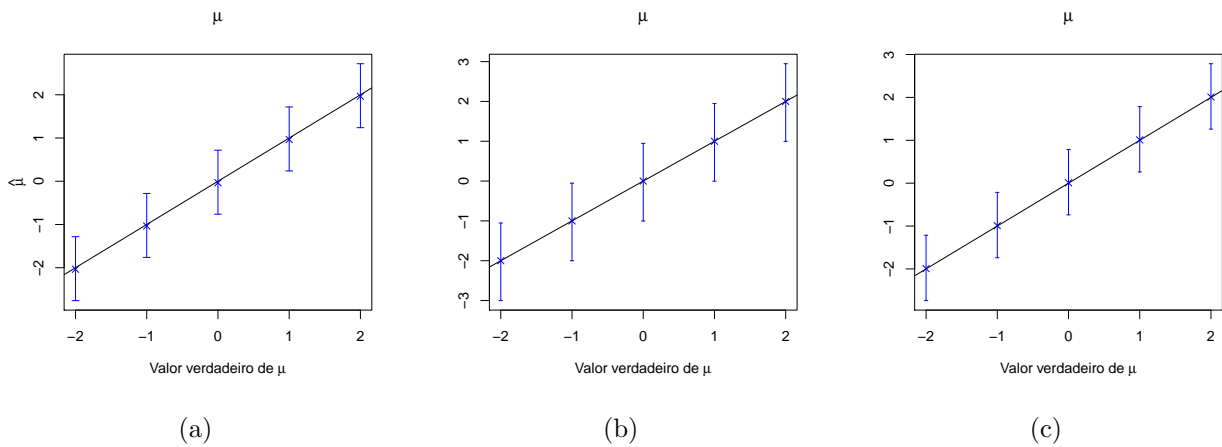 μ
−2 −1 0 1 2
−2 −1 0 1 2
Valor verdadeiro de μ
μ̂
(a)
μ
−3 −2 −1 0 1 2 3
−2 −1 0 1 2
Valor verdadeiro de μ
(b)
μ
−2 −1 0 1 2 3
−2 −1 0 1 2
Valor verdadeiro de μ
(c)